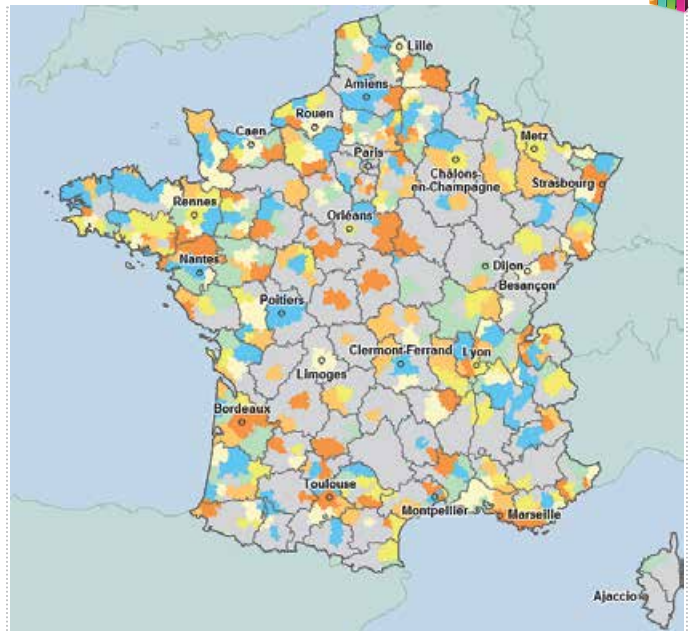 Lille
Amiens
Rouen
Caen
Metz
Paris
Châlons-
en-Champagne
Strasbourg
Rennes
Orléans
Nantes
Dijon
Besançon
Poitiers
Clermont-Ferrand
Lyon
Limoges
Bordeaux
Toulouse
Montpellier
Marseille
Ajaccio